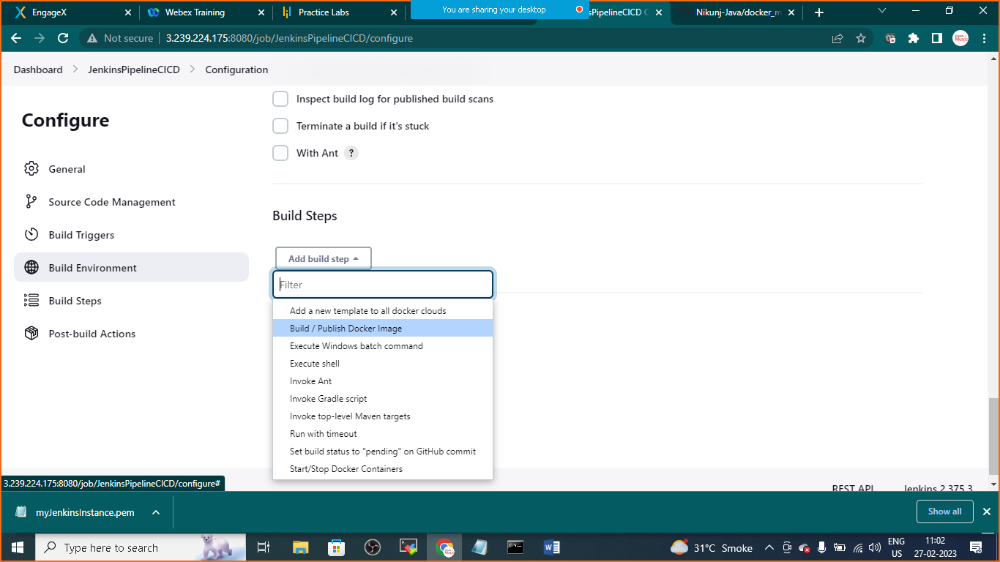 EngageX
Webex Training
Practice Labs
You are sharing your desktop
sPipelineCICD C
Nikunj-Java/docker_m
Not secure
3.239.224.175:8080/job/JenkinsPipelineCICD/configure
Dashboard
JenkinsPipelineCICD
Configuration
Configure
General
Source Code Management
Build Triggers
Build Environment
Build Steps
Post-build Actions
Inspect build log for published build scans
Terminate a build if it's stuck
With Ant ?
Build Steps
Add build step
Filter
Add a new template to all docker clouds
Build / Publish Docker Image
Execute Windows batch command
Execute shell
Invoke Ant
Invoke Gradle script
Invoke top-level Maven targets
Run with timeout
Set build status to "pending" on GitHub commit
Start/Stop Docker Containers
3.239.224.175:8080/job/JenkinsPipelineCICD/configure#
REST API
Jenkins 2.375.3
myJenkinsInstance.pem
Show all
Type here to search
31°C Smoke
ENG
US
11:02
27-02-2023